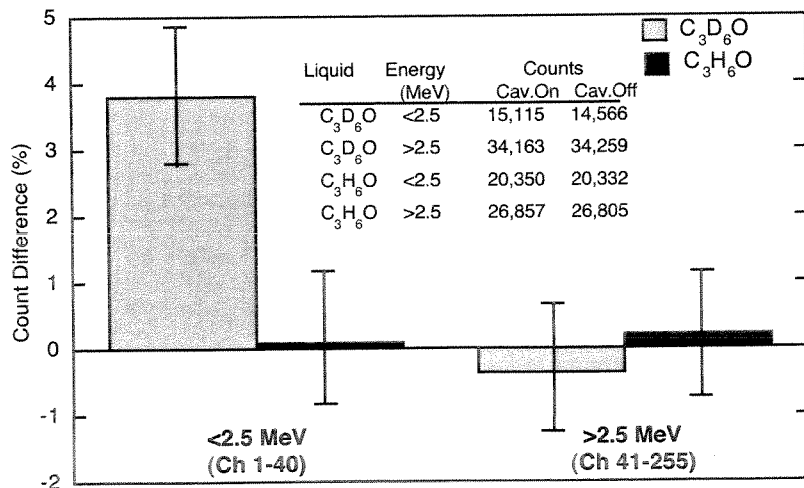 5
4
3
2
1
0
-1
-2
Count Difference (%)
C3D6O
C3H6O
Liquid Energy Counts
(MeV) Cav.On Cav.Off
C3D6O <2.5 15,115 14,566
C3D6O >2.5 34,163 34,259
C3H6O <2.5 20,350 20,332
C3H6O >2.5 26,857 26,805
<2.5 MeV >2.5 MeV
(Ch 1-40) (Ch 41-255)